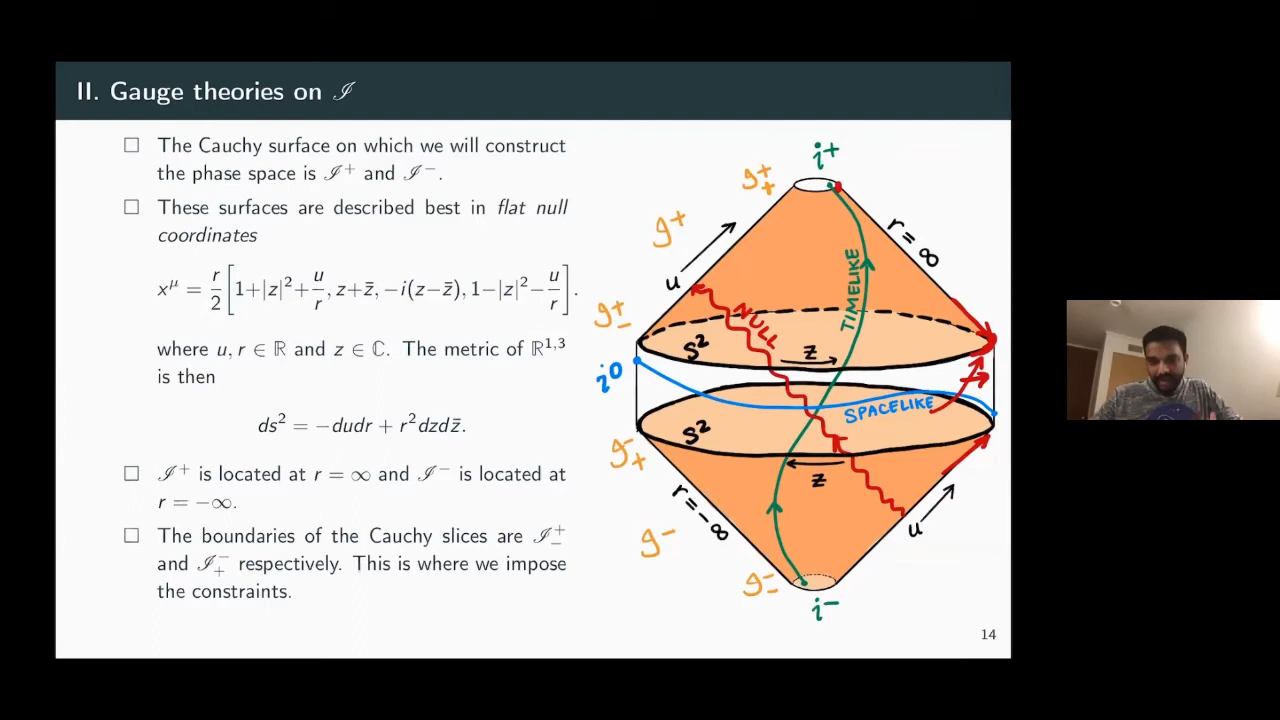 II. Gauge theories on ℐ
☐ The Cauchy surface on which we will construct
the phase space is ℐ⁺ and ℐ⁻.
☐ These surfaces are described best in flat null
coordinates
x^μ = r/2 [1+|z|²+u/r, z+z̄, −i(z−z̄), 1−|z|²−u/r].
where u, r ∈ ℝ and z ∈ ℂ. The metric of ℝ^{1,3}
is then
ds² = −dudr + r²dzdz̄.
☐ ℐ⁺ is located at r = ∞ and ℐ⁻ is located at
r = −∞.
☐ The boundaries of the Cauchy slices are ℐ⁺₋
and ℐ⁻₊ respectively. This is where we impose
the constraints.
i⁺
ℐ⁺₊
ℐ⁺
r = ∞
u
TIMELIKE
ℐ⁺₋
NULL
S²
z
i⁰
SPACELIKE
S²
ℐ⁻₊
z
r = −∞
u
ℐ⁻
ℐ⁻₋
i⁻
14